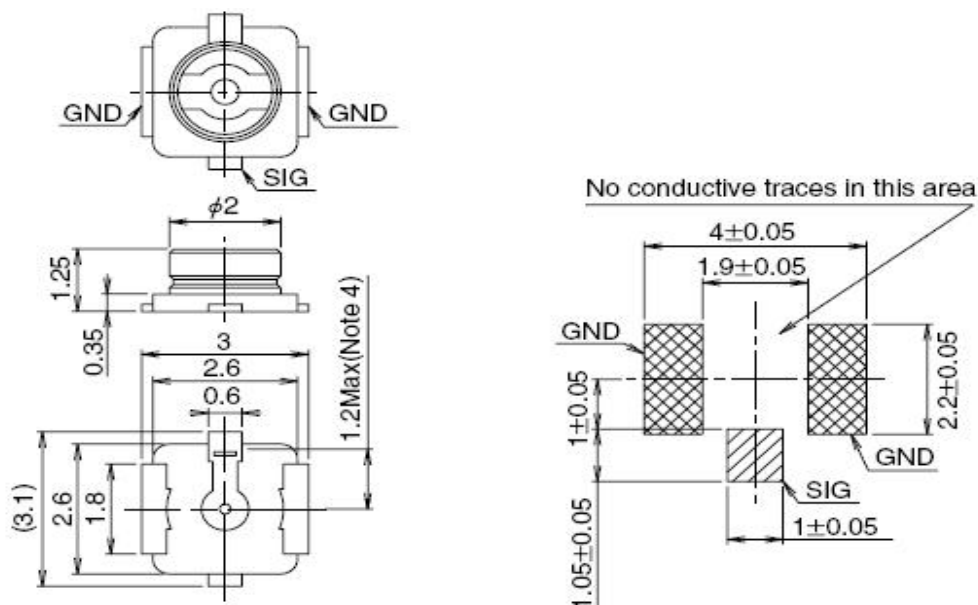 GND
GND
SIG
ϕ2
1.25
0.35
3
2.6
0.6
1.2Max(Note 4)
(3.1)
2.6
1.8
No conductive traces in this area
4±0.05
1.9±0.05
GND
1±0.05
2.2±0.05
GND
SIG
1±0.05
1.05±0.05